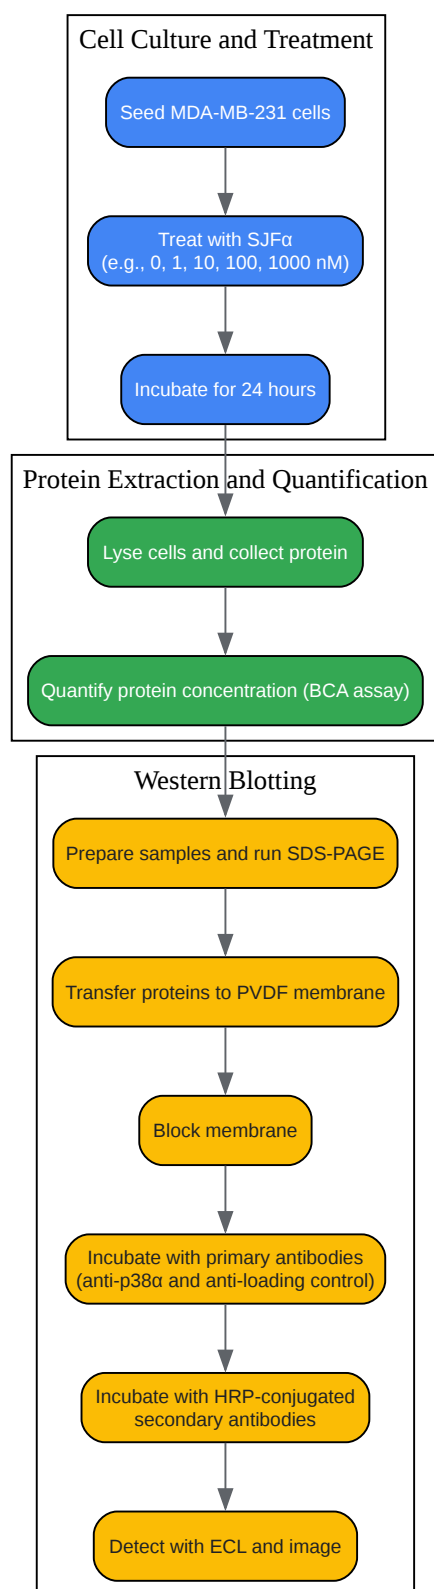 Cell Culture and Treatment
Seed MDA-MB-231 cells
Treat with SJFα
(e.g., 0, 1, 10, 100, 1000 nM)
Incubate for 24 hours
Protein Extraction and Quantification
Lyse cells and collect protein
Quantify protein concentration (BCA assay)
Western Blotting
Prepare samples and run SDS-PAGE
Transfer proteins to PVDF membrane
Block membrane
Incubate with primary antibodies
(anti-p38α and anti-loading control)
Incubate with HRP-conjugated
secondary antibodies
Detect with ECL and image